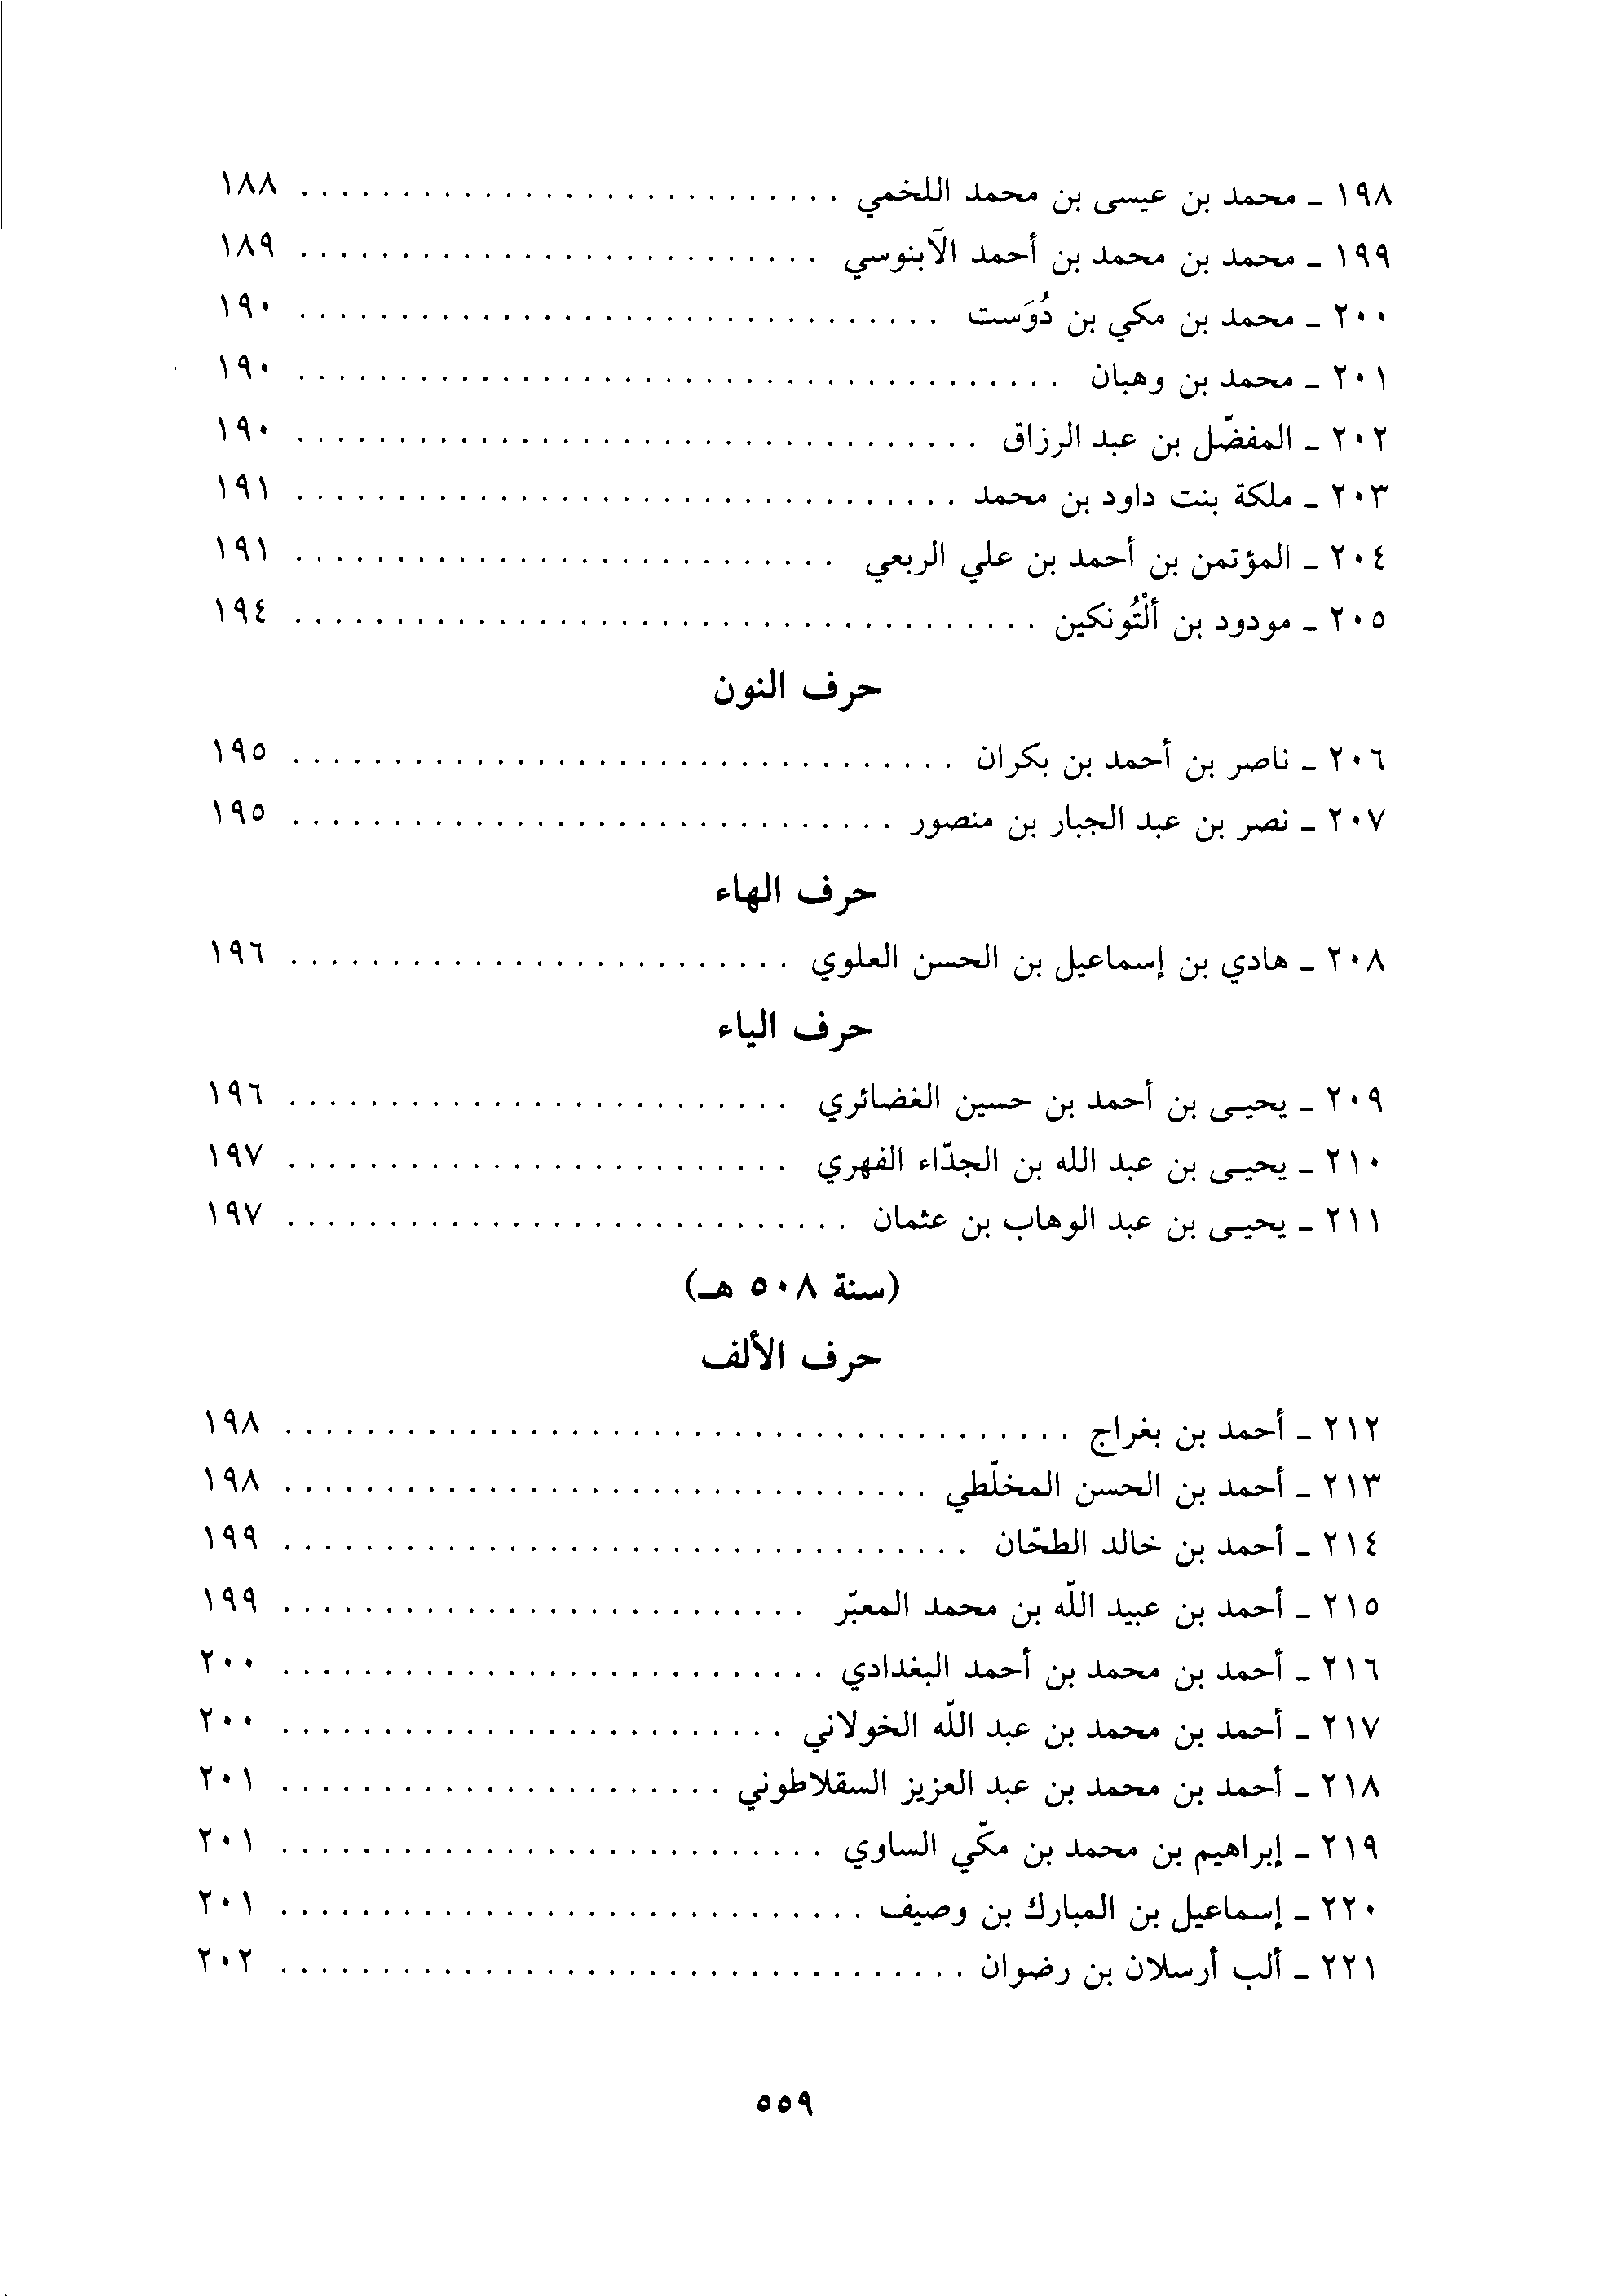 ١٩٨ ـ محمد بن عيسى بن محمد اللخمي . . . . . . . . . . . . . . . . . . . . . . . . . . . ١٨٨
١٩٩ ـ محمد بن محمد بن أحمد الآبنوسي . . . . . . . . . . . . . . . . . . . . . . . . . . ١٨٩
٢٠٠ ـ محمد بن مكي بن دُوَست . . . . . . . . . . . . . . . . . . . . . . . . . . . . . . . . ١٩٠
٢٠١ ـ محمد بن وهبان . . . . . . . . . . . . . . . . . . . . . . . . . . . . . . . . . . . . . . ١٩٠
٢٠٢ ـ المفضّل بن عبد الرزاق . . . . . . . . . . . . . . . . . . . . . . . . . . . . . . . . . . ١٩٠
٢٠٣ ـ ملكة بنت داود بن محمد . . . . . . . . . . . . . . . . . . . . . . . . . . . . . . . . . ١٩١
٢٠٤ ـ المؤتمن بن أحمد بن علي الربعي . . . . . . . . . . . . . . . . . . . . . . . . . . . ١٩١
٢٠٥ ـ مودود بن ألْتُونكين . . . . . . . . . . . . . . . . . . . . . . . . . . . . . . . . . . . . . ١٩٤
حرف النون
٢٠٦ ـ ناصر بن أحمد بن بكران . . . . . . . . . . . . . . . . . . . . . . . . . . . . . . . . . ١٩٥
٢٠٧ ـ نصر بن عبد الجبار بن منصور . . . . . . . . . . . . . . . . . . . . . . . . . . . . . . ١٩٥
حرف الهاء
٢٠٨ ـ هادي بن إسماعيل بن الحسن العلوي . . . . . . . . . . . . . . . . . . . . . . . . . ١٩٦
حرف الياء
٢٠٩ ـ يحيى بن أحمد بن حسين الغضائري . . . . . . . . . . . . . . . . . . . . . . . . . ١٩٦
٢١٠ ـ يحيى بن عبد الله بن الجدّاء الفهري . . . . . . . . . . . . . . . . . . . . . . . . . ١٩٧
٢١١ ـ يحيى بن عبد الوهاب بن عثمان . . . . . . . . . . . . . . . . . . . . . . . . . . . . ١٩٧
(سنة ٥٠٨ هـ)
حرف الألف
٢١٢ ـ أحمد بن بغراج . . . . . . . . . . . . . . . . . . . . . . . . . . . . . . . . . . . . . . . ١٩٨
٢١٣ ـ أحمد بن الحسن المخلّطي . . . . . . . . . . . . . . . . . . . . . . . . . . . . . . . . ١٩٨
٢١٤ ـ أحمد بن خالد الطحّان . . . . . . . . . . . . . . . . . . . . . . . . . . . . . . . . . . ١٩٩
٢١٥ ـ أحمد بن عبيد اللّه بن محمد المعبّر . . . . . . . . . . . . . . . . . . . . . . . . . . ١٩٩
٢١٦ ـ أحمد بن محمد بن أحمد البغدادي . . . . . . . . . . . . . . . . . . . . . . . . . . . ٢٠٠
٢١٧ ـ أحمد بن محمد بن عبد اللّه الخولاني . . . . . . . . . . . . . . . . . . . . . . . . . ٢٠٠
٢١٨ ـ أحمد بن محمد بن عبد العزيز السقلاطوني . . . . . . . . . . . . . . . . . . . . . . ٢٠١
٢١٩ ـ إبراهيم بن محمد بن مكّي الساوي . . . . . . . . . . . . . . . . . . . . . . . . . . . ٢٠١
٢٢٠ ـ إسماعيل بن المبارك بن وصيف . . . . . . . . . . . . . . . . . . . . . . . . . . . . . ٢٠١
٢٢١ ـ ألب أرسلان بن رضوان . . . . . . . . . . . . . . . . . . . . . . . . . . . . . . . . . . ٢٠٢
٥٥٩